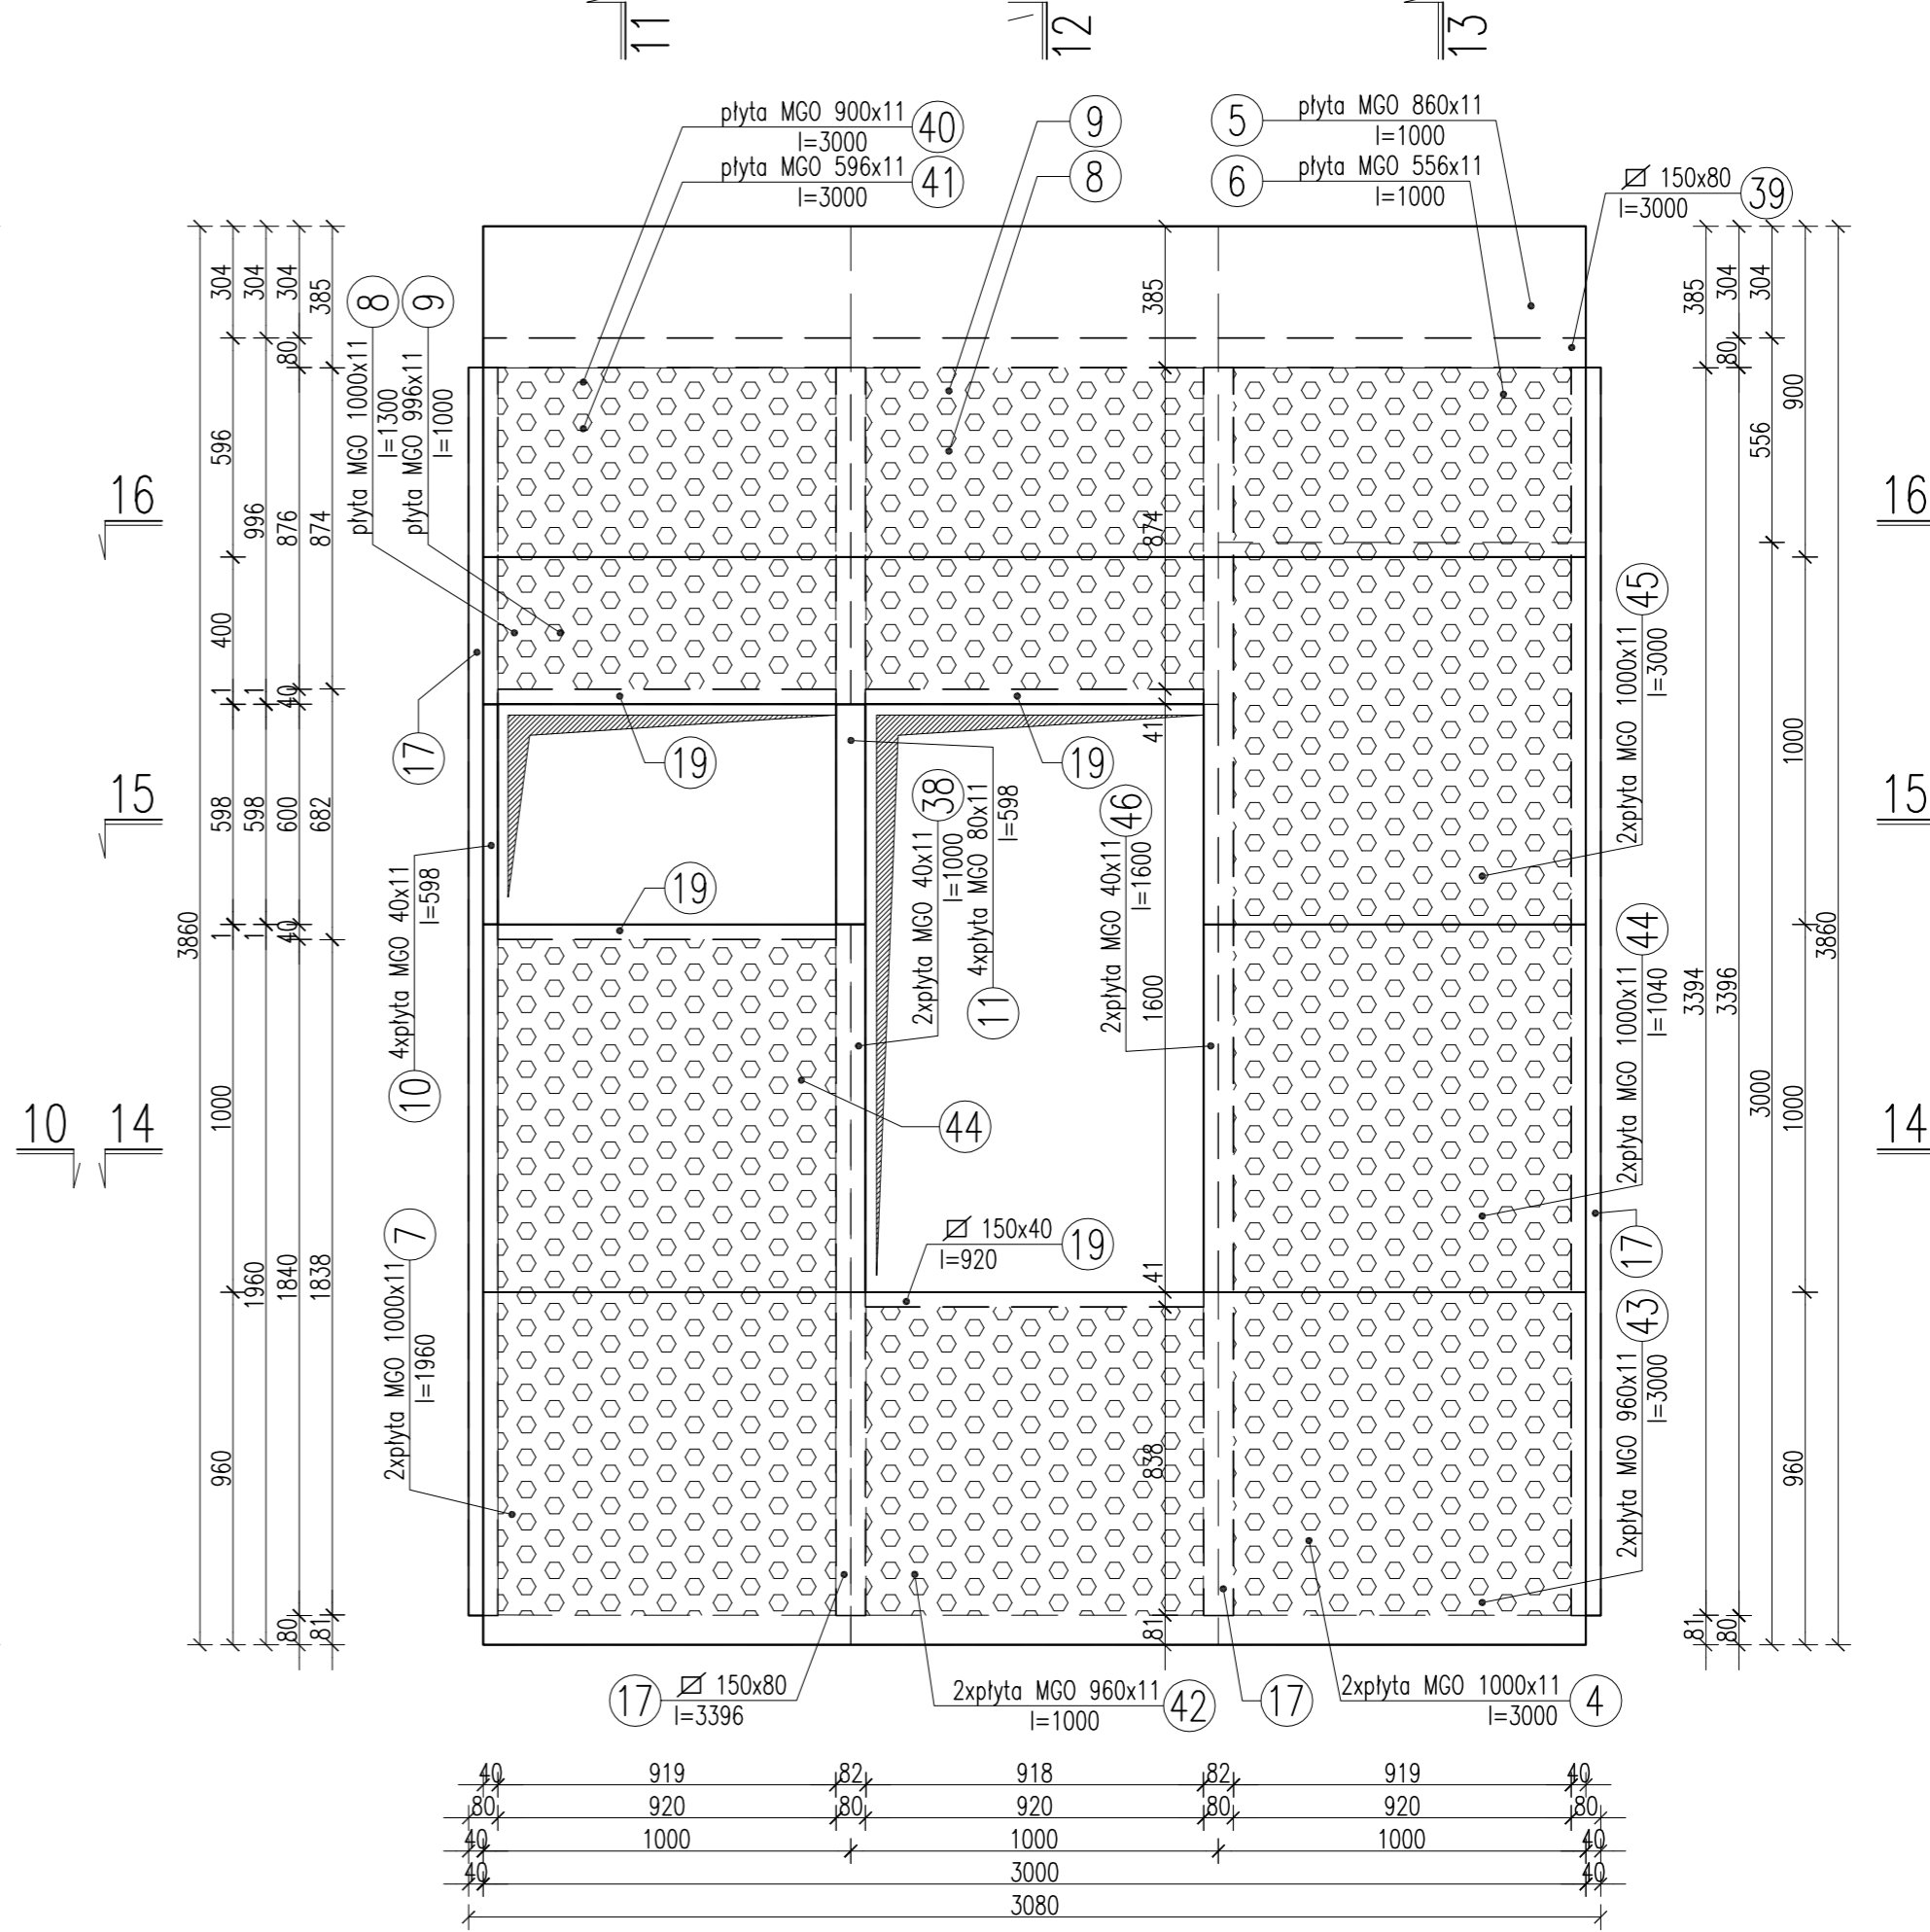 11
12
13
płyta MGO 900x11
l=3000
40
płyta MGO 596x11
l=3000
41
9
8
5
płyta MGO 860x11
l=1000
6
płyta MGO 556x11
l=1000
150x80
l=3000
39
304
304
304
385
385
385
304
304
8
płyta MGO 1000x11
l=1300
9
płyta MGO 996x11
l=1000
80
80
596
900
556
16
16
996
876
874
874
400
1
1
40
41
17
19
19
45
2xpłyta MGO 1000x11
l=3000
1000
15
15
598
598
600
682
38
2xpłyta MGO 40x11
l=1000
4xpłyta MGO 80x11
l=598
11
46
2xpłyta MGO 40x11
l=1600
1600
4xpłyta MGO 40x11
l=598
10
19
3860
1
1
40
3860
44
2xpłyta MGO 1000x11
l=1040
3394
3396
3000
1000
10
14
14
1000
44
7
2xpłyta MGO 1000x11
l=1960
150x40
l=920
19
17
1960
1840
1838
41
43
2xpłyta MGO 960x11
l=3000
960
838
960
80
81
81
81
80
17
150x80
l=3396
2xpłyta MGO 960x11
l=1000
42
17
2xpłyta MGO 1000x11
l=3000
4
40
919
82
918
82
919
40
80
920
80
920
80
920
80
40
1000
1000
1000
40
40
3000
40
3080